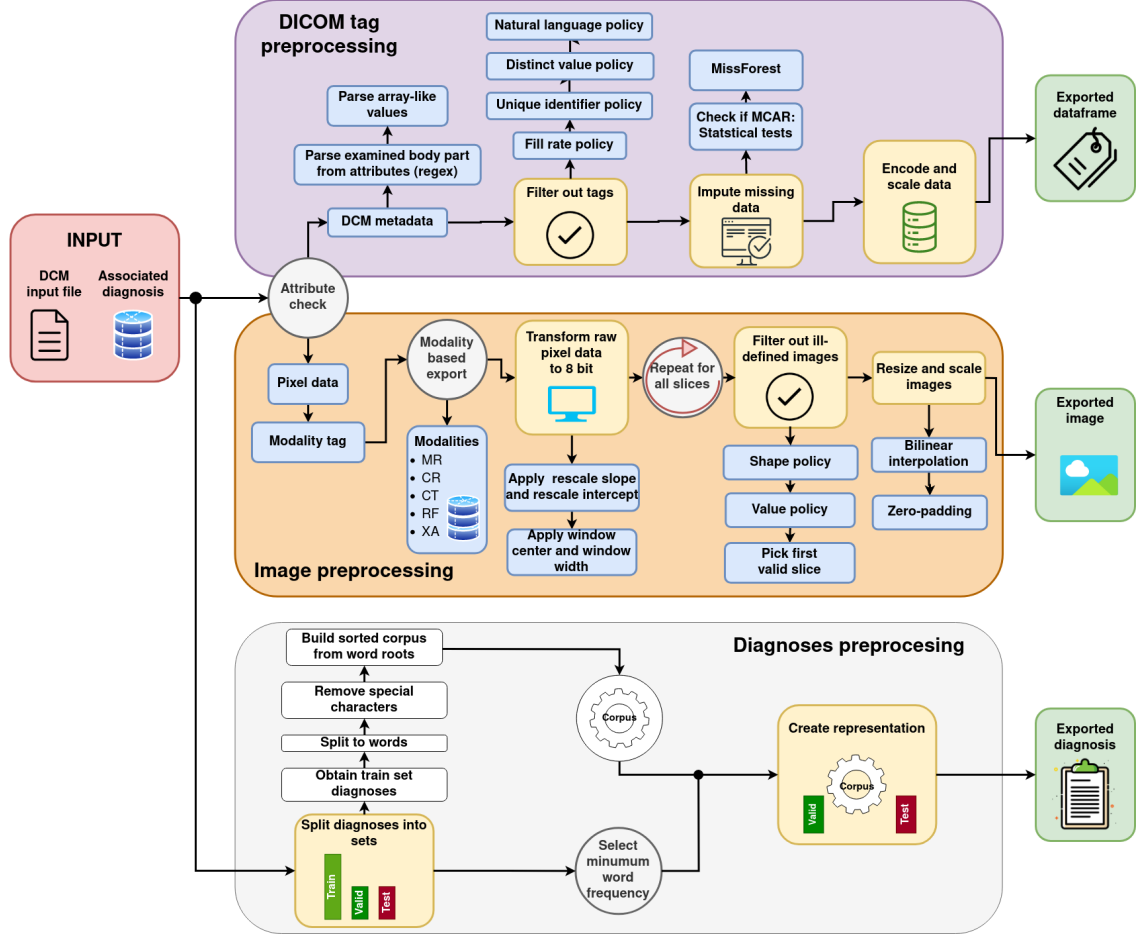 DICOM tag
preprocessing
Natural language policy
Distinct value policy
Unique identifier policy
Fill rate policy
Filter out tags
Parse array-like
values
Parse examined body part
from attributes (regex)
DCM metadata
MissForest
Check if MCAR:
Statstical tests
Impute missing
data
Encode and
scale data
Exported
dataframe
INPUT
DCM
input file
Associated
diagnosis
Attribute
check
Pixel data
Modality tag
Modality
based
export
Modalities
MR
CR
CT
RF
XA
Transform raw
pixel data
to 8 bit
Apply rescale slope
and rescale intercept
Apply window
center and window
width
Repeat for
all slices
Filter out ill-
defined images
Shape policy
Value policy
Pick first
valid slice
Resize and scale
images
Bilinear
interpolation
Zero-padding
Exported
image
Image preprocessing
Diagnoses preprocesing
Build sorted corpus
from word roots
Remove special
characters
Split to words
Obtain train set
diagnoses
Split diagnoses into
sets
Train
Valid
Test
Corpus
Select
minumum
word
frequency
Create representation
Corpus
Valid
Test
Exported
diagnosis